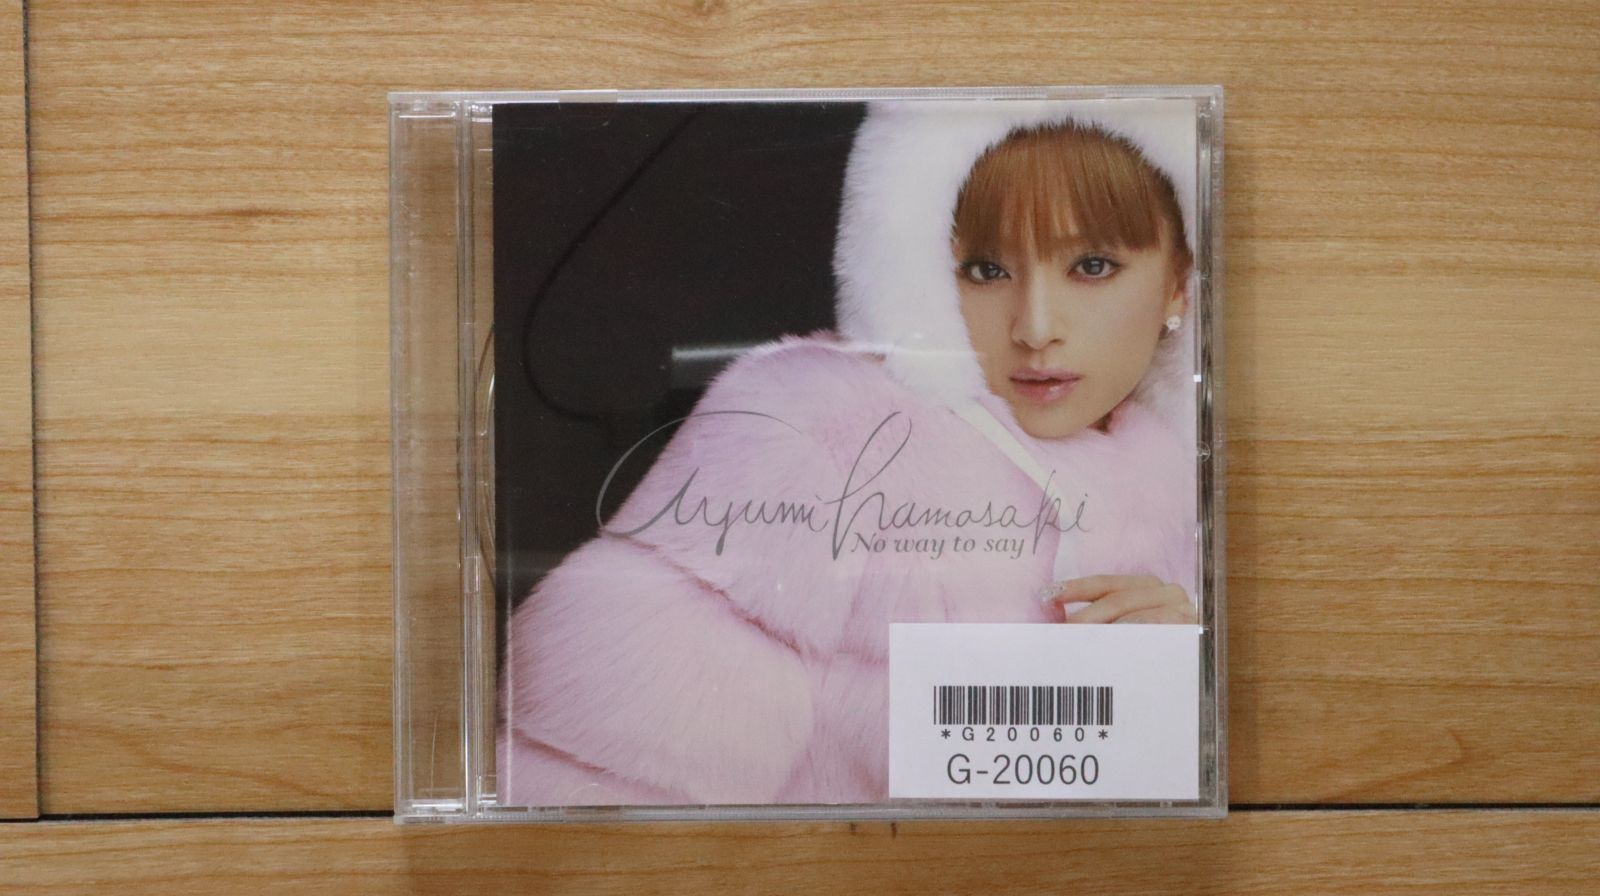 Ayumi hamasaki
No way to say
*G20060*
G-20060